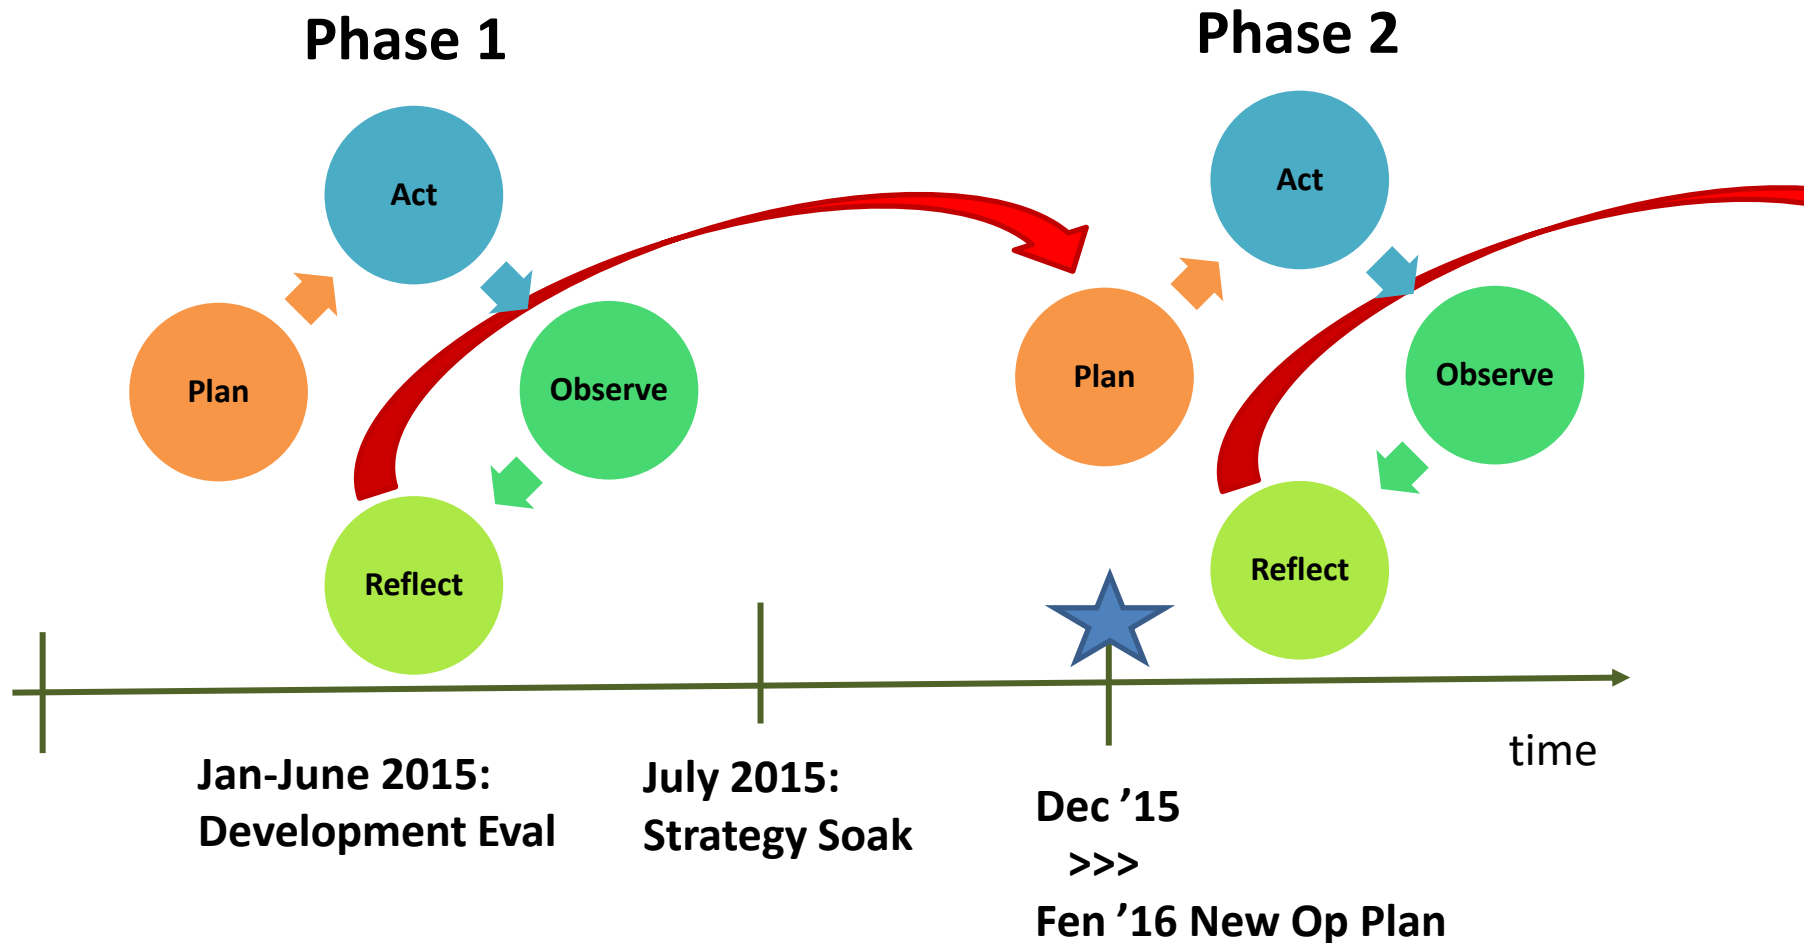 Phase 1
Phase 2
Act
Plan
Observe
Reflect
Act
Plan
Observe
Reflect
time
Jan-June 2015:
Development Eval
July 2015:
Strategy Soak
Dec ’15
>>>
Fen ’16 New Op Plan